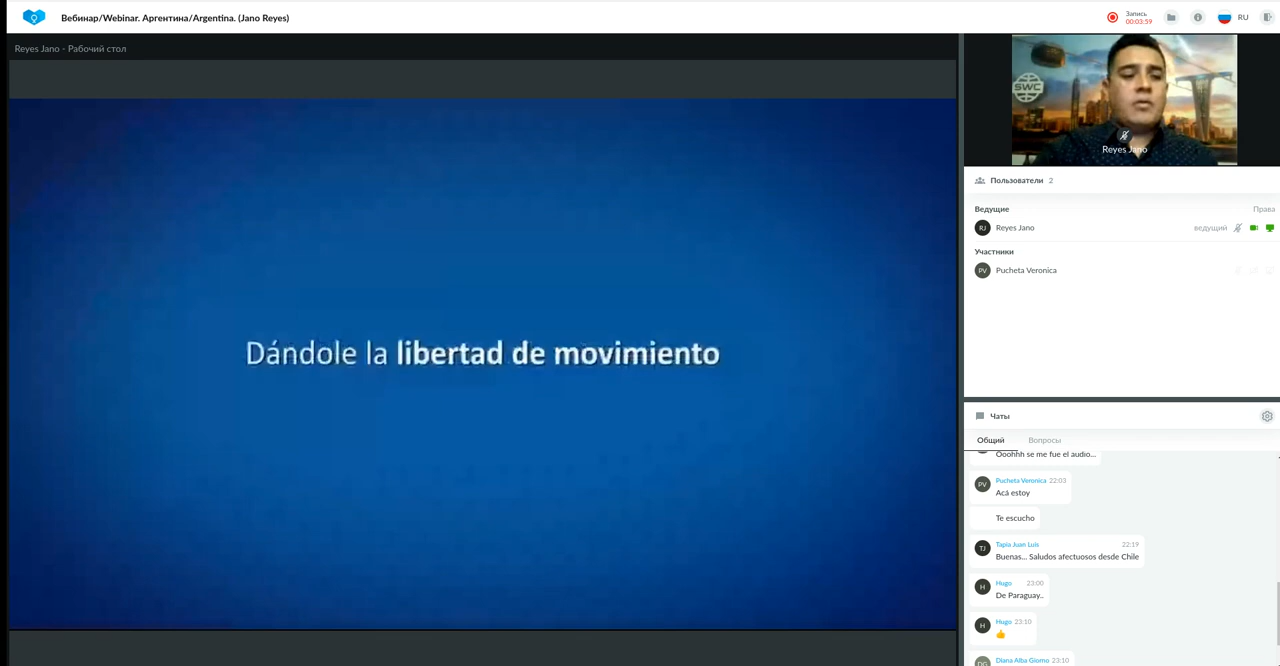 Вебинар/Webinar. Аргентина/Argentina. (Jano Reyes)
Запись
00:03:59
RU
Reyes Jano - Рабочий стол
Dándole la libertad de movimiento
SWC
Reyes Jano
Пользователи 2
Ведущие Права
RJ Reyes Jano ведущий
Участники
PV Pucheta Veronica
Чаты
Общий Вопросы
Ooohhh se me fue el audio...
PV Pucheta Veronica 22:03
Acá estoy
Te escucho
TJ Tapia Juan Luis 22:19
Buenas... Saludos afectuosos desde Chile
H Hugo 23:00
De Paraguay..
H Hugo 23:10
👍
DG Diana Alba Giorno 23:10